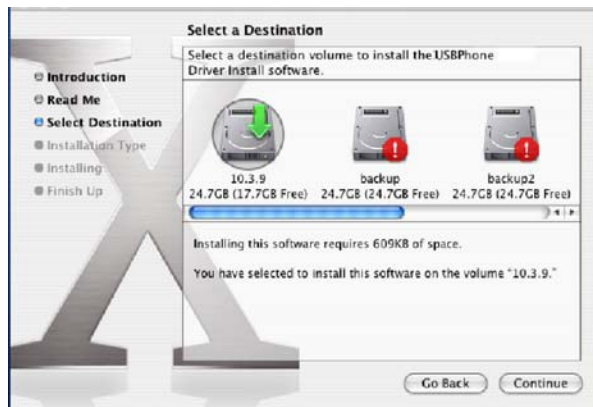 Select a Destination
Introduction
Read Me
Select Destination
Installation Type
Installing
Finish Up
Select a destination volume to install the USBPhone
Driver Install software.
10.3.9
24.7GB (17.7GB Free)
backup
24.7GB (24.7GB Free)
backup2
24.7GB (24.7GB Free)
Installing this software requires 609KB of space.
You have selected to install this software on the volume "10.3.9."
Go Back
Continue